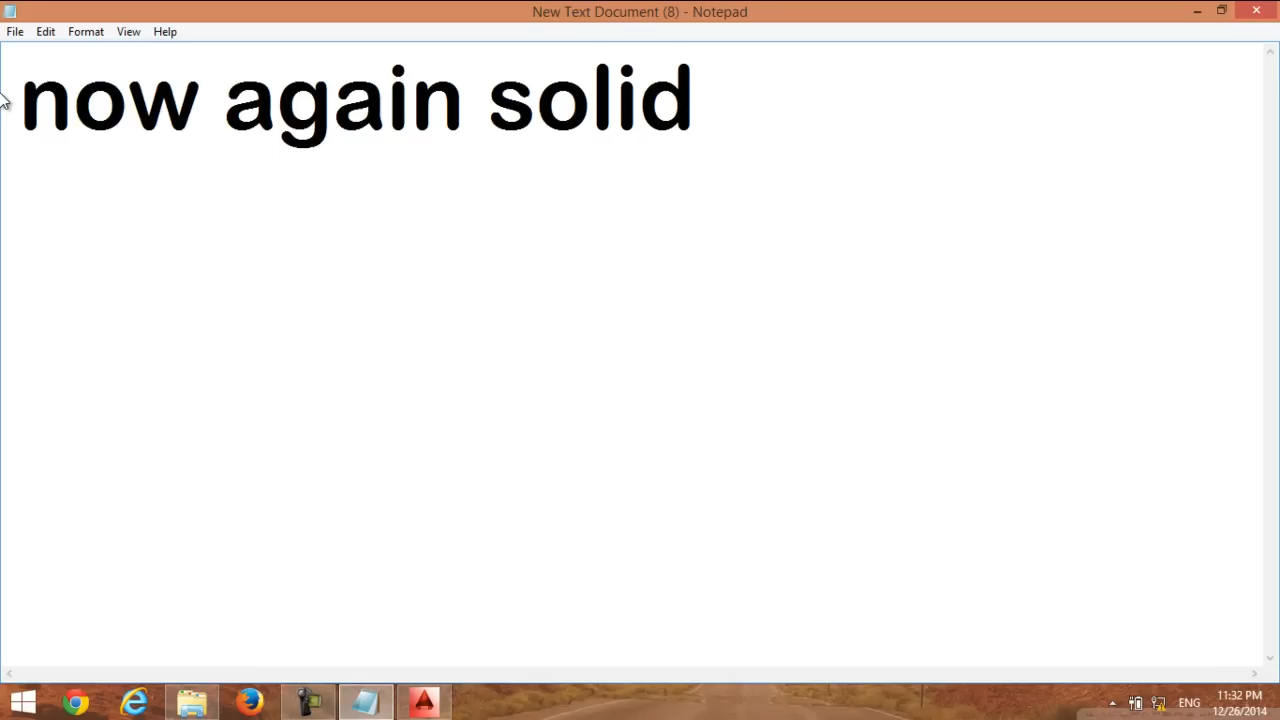 New Text Document (8) - Notepad
File Edit Format View Help
now again solid
ENG
11:32 PM
12/26/2014